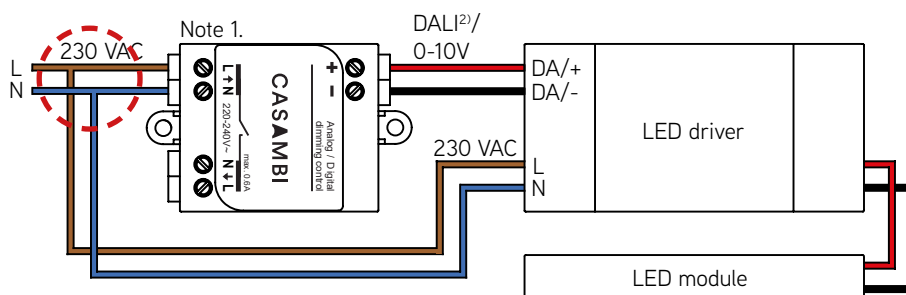 Note 1.
DALI²⁾/
0-10V
230 VAC
L
N
L↑N
220-240V~
max. 0.6A
N↓L
CASAMBI
Analog / Digital
dimming control
+
-
DA/+
DA/-
LED driver
230 VAC
L
N
LED module